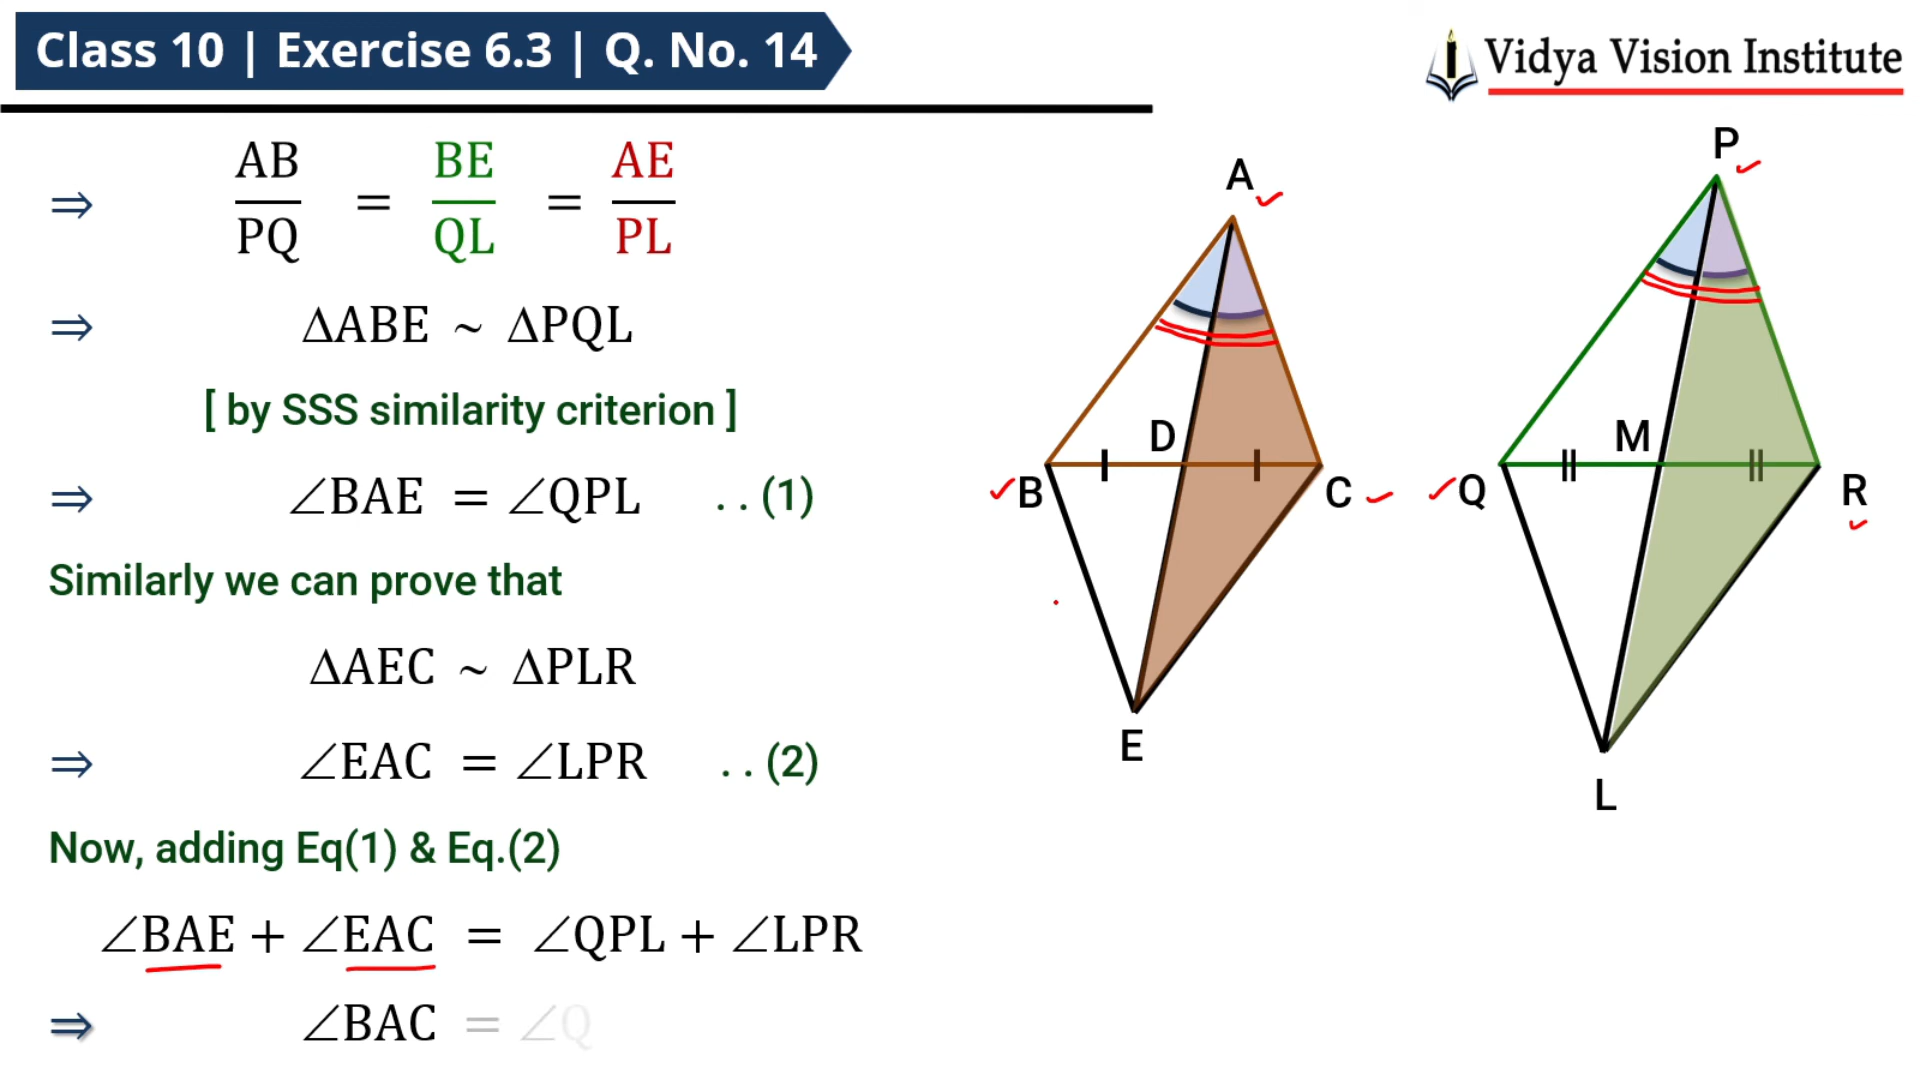 Class 10 | Exercise 6.3 | Q. No. 14
Vidya Vision Institute
⇒ AB/PQ = BE/QL = AE/PL
⇒ ΔABE ~ ΔPQL
[ by SSS similarity criterion ]
⇒ ∠BAE = ∠QPL . . (1)
Similarly we can prove that
ΔAEC ~ ΔPLR
⇒ ∠EAC = ∠LPR . . (2)
Now, adding Eq(1) & Eq.(2)
∠BAE + ∠EAC = ∠QPL + ∠LPR
⇒ ∠BAC = ∠Q
A
B
D
C
E
P
Q
M
R
L